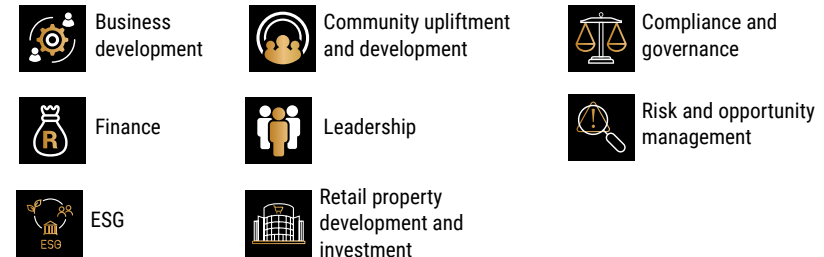 Business
development
Community upliftment
and development
Compliance and
governance
R
Finance
Leadership
Risk and opportunity
management
ESG
ESG
Retail property
development and
investment